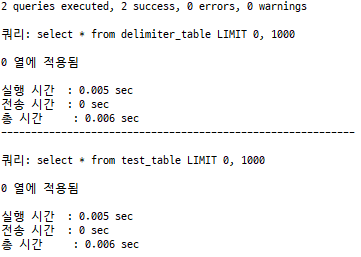 2 queries executed, 2 success, 0 errors, 0 warnings
쿼리: select * from delimiter_table LIMIT 0, 1000
0 열에 적용됨
실행 시간 : 0.005 sec
전송 시간 : 0 sec
총 시간 : 0.006 sec
-----------------------------------------------------------
쿼리: select * from test_table LIMIT 0, 1000
0 열에 적용됨
실행 시간 : 0.005 sec
전송 시간 : 0 sec
총 시간 : 0.006 sec